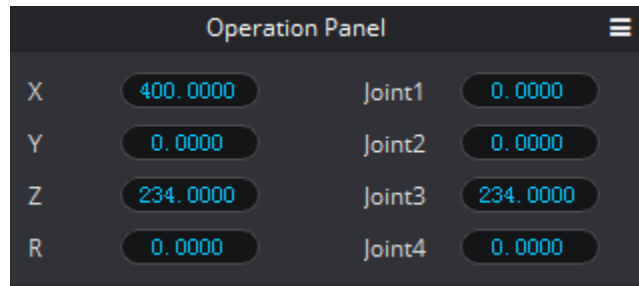 Operation Panel
X 400.0000 Joint1 0.0000
Y 0.0000 Joint2 0.0000
Z 234.0000 Joint3 234.0000
R 0.0000 Joint4 0.0000